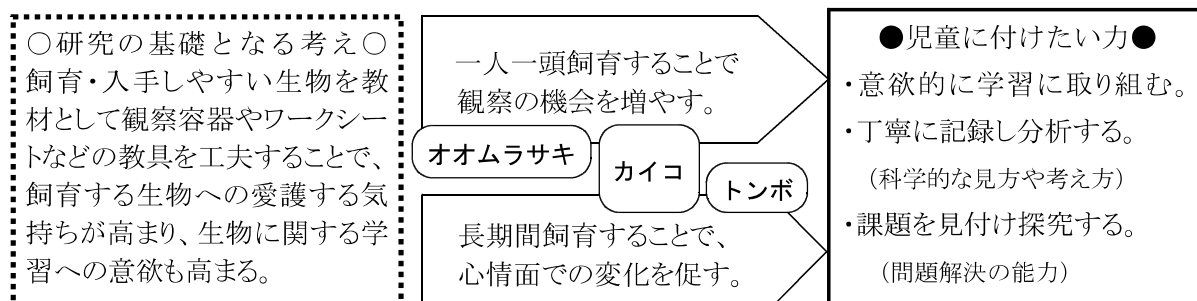 ○研究の基礎となる考え○
飼育・入手しやすい生物を教
材として観察容器やワークシー
トなどの教具を工夫することで、
飼育する生物への愛護する気
持ちが高まり、生物に関する学
習への意欲も高まる。
一人一頭飼育することで
観察の機会を増やす。
オオムラサキ
カイコ
トンボ
長期間飼育することで、
心情面での変化を促す。
●児童に付けたい力●
・意欲的に学習に取り組む。
・丁寧に記録し分析する。
（科学的な見方や考え方）
・課題を見付け探究する。
（問題解決の能力）